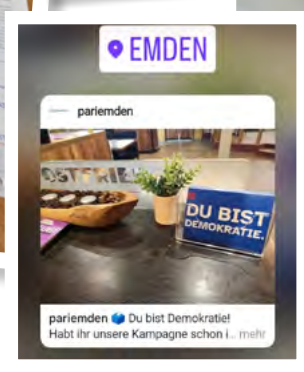 EMDEN
pariemden
DU BIST
DEMOKRATIE.
pariemden 🗳️ Du bist Demokratie!
Habt ihr unsere Kampagne schon i... mehr